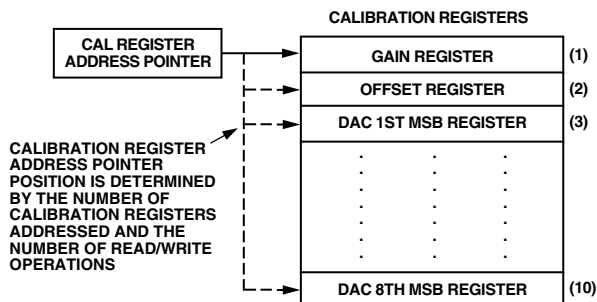 CALIBRATION REGISTERS
CAL REGISTER
ADDRESS POINTER
GAIN REGISTER (1)
OFFSET REGISTER (2)
DAC 1ST MSB REGISTER (3)
CALIBRATION REGISTER
ADDRESS POINTER
POSITION IS DETERMINED
BY THE NUMBER OF
CALIBRATION REGISTERS
ADDRESSED AND THE
NUMBER OF READ/WRITE
OPERATIONS
DAC 8TH MSB REGISTER (10)